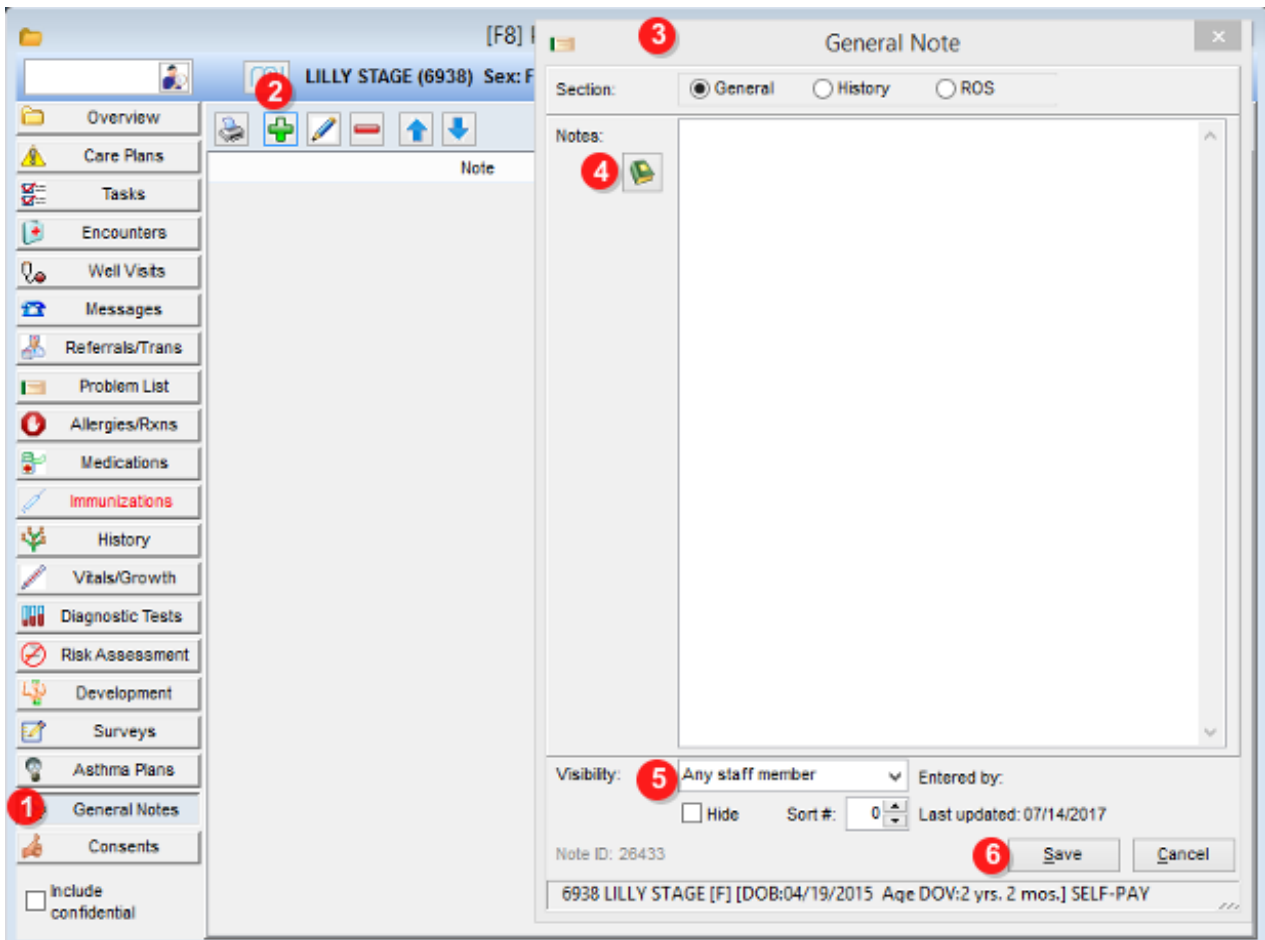 [F8]
LILLY STAGE (6938) Sex: F
2
Overview
Care Plans
Tasks
Encounters
Well Visits
Messages
Referrals/Trans
Problem List
Allergies/Rxns
Medications
Immunizations
History
Vitals/Growth
Diagnostic Tests
Risk Assessment
Development
Surveys
Asthma Plans
1 General Notes
Consents
Include
confidential
Note
3 General Note
Section: General History ROS
Notes:
4
Visibility: 5 Any staff member Entered by:
Hide Sort #: 0 Last updated: 07/14/2017
Note ID: 26433 6 Save Cancel
6938 LILLY STAGE [F] [DOB:04/19/2015 Age DOV:2 yrs. 2 mos.] SELF-PAY